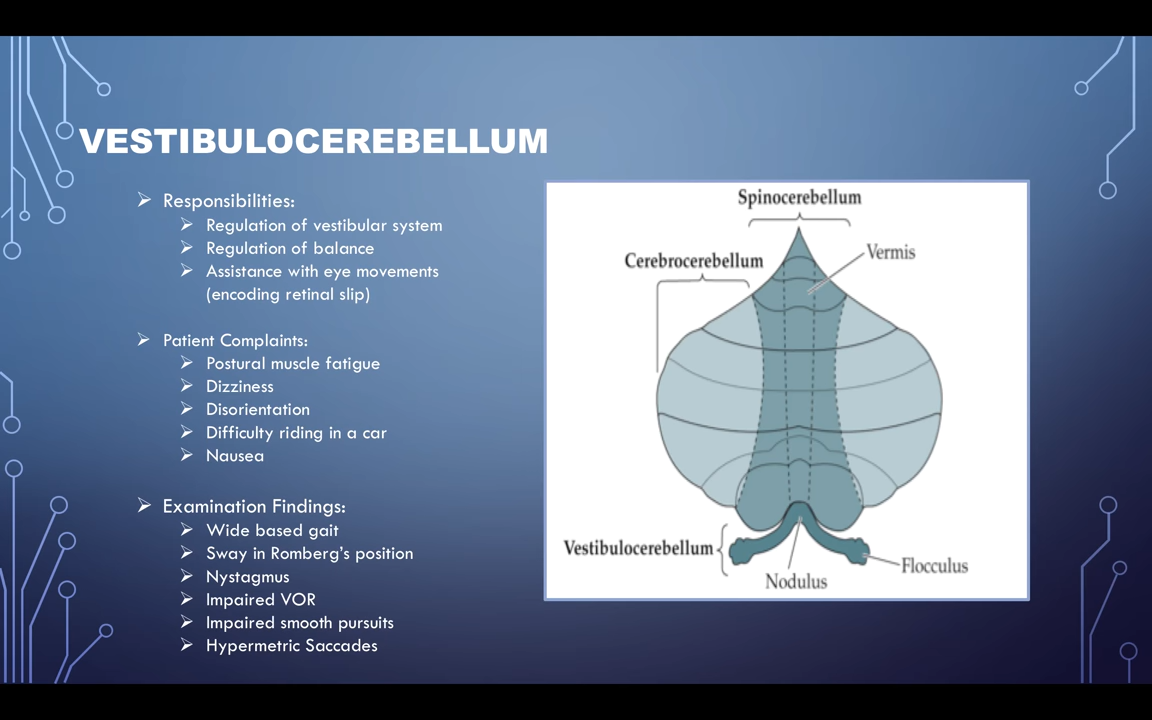 VESTIBULOCEREBELLUM
➢ Responsibilities:
➢ Regulation of vestibular system
➢ Regulation of balance
➢ Assistance with eye movements
(encoding retinal slip)
➢ Patient Complaints:
➢ Postural muscle fatigue
➢ Dizziness
➢ Disorientation
➢ Difficulty riding in a car
➢ Nausea
➢ Examination Findings:
➢ Wide based gait
➢ Sway in Romberg's position
➢ Nystagmus
➢ Impaired VOR
➢ Impaired smooth pursuits
➢ Hypermetric Saccades
Spinocerebellum
Vermis
Cerebrocerebellum
Vestibulocerebellum
Flocculus
Nodulus